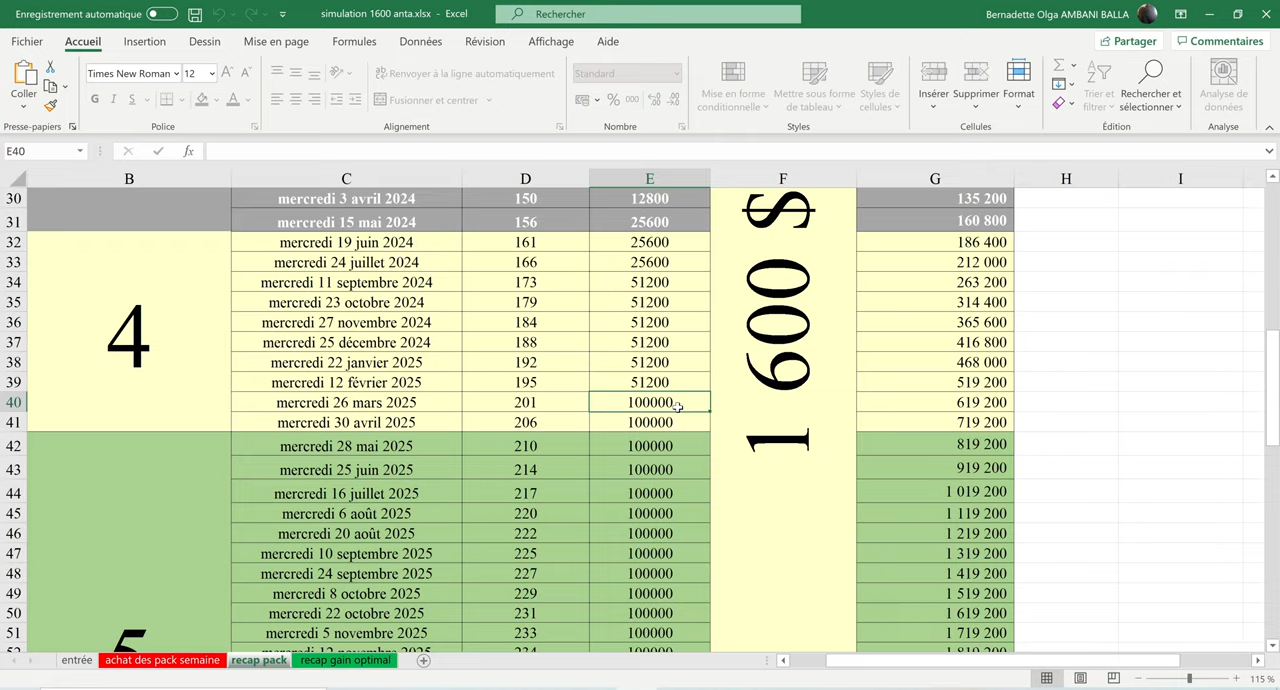 Enregistrement automatique simulation 1600 anta.xlsx - Excel Rechercher Bernadette Olga AMBANI BALLA
Fichier Accueil Insertion Dessin Mise en page Formules Données Révision Affichage Aide Partager Commentaires
Coller Times New Roman 12 Renvoyer à la ligne automatiquement Standard Mise en forme conditionnelle Mettre sous forme de tableau Styles de cellules Insérer Supprimer Format Trier et filtrer Rechercher et sélectionner Analyse de données
G I S Fusionner et centrer % 000
Presse-papiers Police Alignement Nombre Styles Cellules Édition Analyse
E40 fx
B C D E F G H I
30 mercredi 3 avril 2024 150 12800 135 200
31 mercredi 15 mai 2024 156 25600 160 800
32 mercredi 19 juin 2024 161 25600 186 400
33 mercredi 24 juillet 2024 166 25600 212 000
34 mercredi 11 septembre 2024 173 51200 263 200
35 mercredi 23 octobre 2024 179 51200 314 400
36 mercredi 27 novembre 2024 184 51200 365 600
37 mercredi 25 décembre 2024 188 51200 416 800
38 mercredi 22 janvier 2025 192 51200 468 000
39 mercredi 12 février 2025 195 51200 519 200
40 mercredi 26 mars 2025 201 100000 619 200
41 mercredi 30 avril 2025 206 100000 719 200
4
1 600 $
42 mercredi 28 mai 2025 210 100000 819 200
43 mercredi 25 juin 2025 214 100000 919 200
44 mercredi 16 juillet 2025 217 100000 1 019 200
45 mercredi 6 août 2025 220 100000 1 119 200
46 mercredi 20 août 2025 222 100000 1 219 200
47 mercredi 10 septembre 2025 225 100000 1 319 200
48 mercredi 24 septembre 2025 227 100000 1 419 200
49 mercredi 8 octobre 2025 229 100000 1 519 200
50 mercredi 22 octobre 2025 231 100000 1 619 200
51 mercredi 5 novembre 2025 233 100000 1 719 200
52 mercredi 12 novembre 2025 234 100000 1 819 200
5
entrée achat des pack semaine recap pack recap gain optimal
115 %